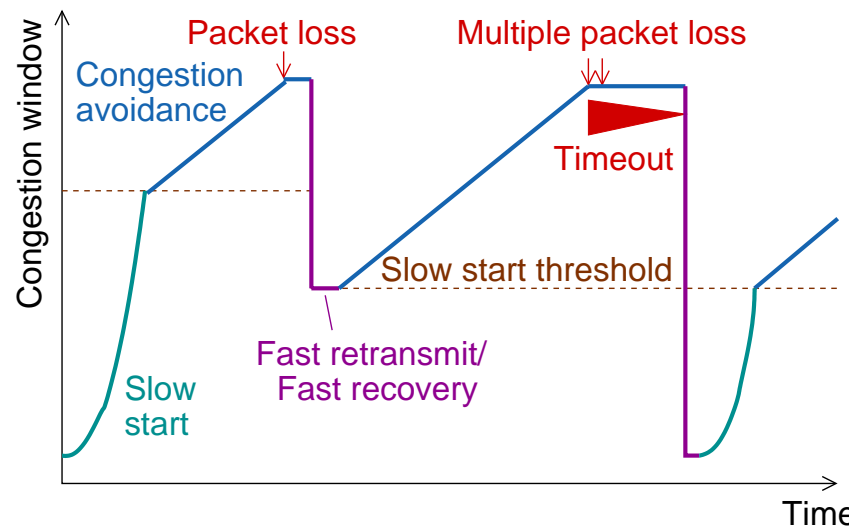 Packet loss
Multiple packet loss
Congestion
avoidance
Congestion window
Timeout
Slow start threshold
Fast retransmit/
Fast recovery
Slow
start
Time